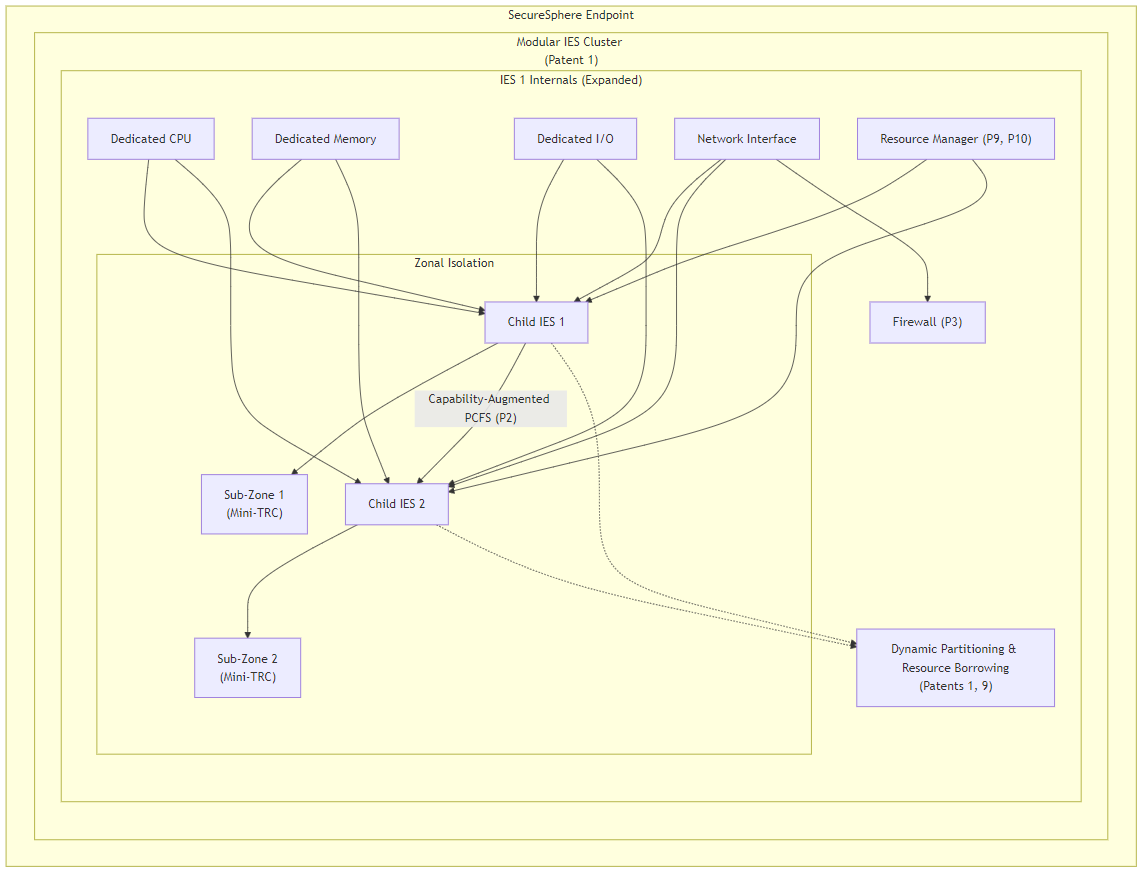 SecureSphere Endpoint
Modular IES Cluster
(Patent 1)
IES 1 Internals (Expanded)
Dedicated CPU
Dedicated Memory
Dedicated I/O
Network Interface
Resource Manager (P9, P10)
Zonal Isolation
Child IES 1
Firewall (P3)
Capability-Augmented
PCFS (P2)
Sub-Zone 1
(Mini-TRC)
Child IES 2
Sub-Zone 2
(Mini-TRC)
Dynamic Partitioning &
Resource Borrowing
(Patents 1, 9)